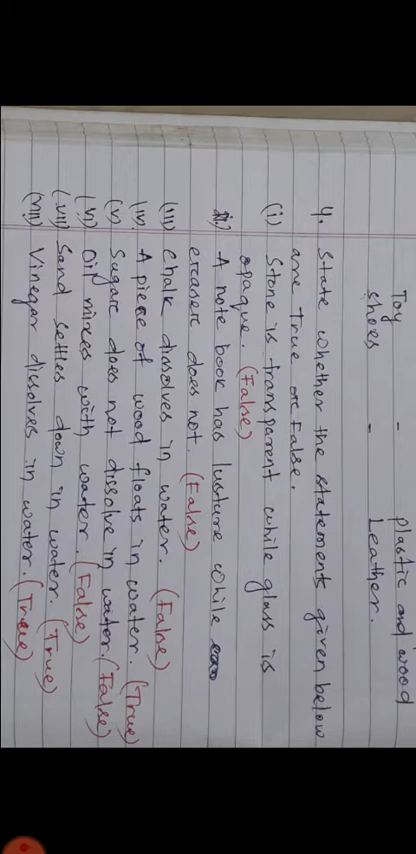 Toy - plastic and wood
shoes - Leather.
4. State whether the statements given below
are True or False.
(i) Stone is transparent while glass is
opaque. (False)
ii) A note book has lusture while
eraser does not. (False)
(iii) chalk dissolves in water. (False)
(iv). A piece of wood floats in water. (True)
(v) Sugar does not dissolve in water. (False)
(vi) Oil mixes with water. (False)
(vii) Sand settles down in water. (True)
(viii) Vinegar dissolves in water. (True)